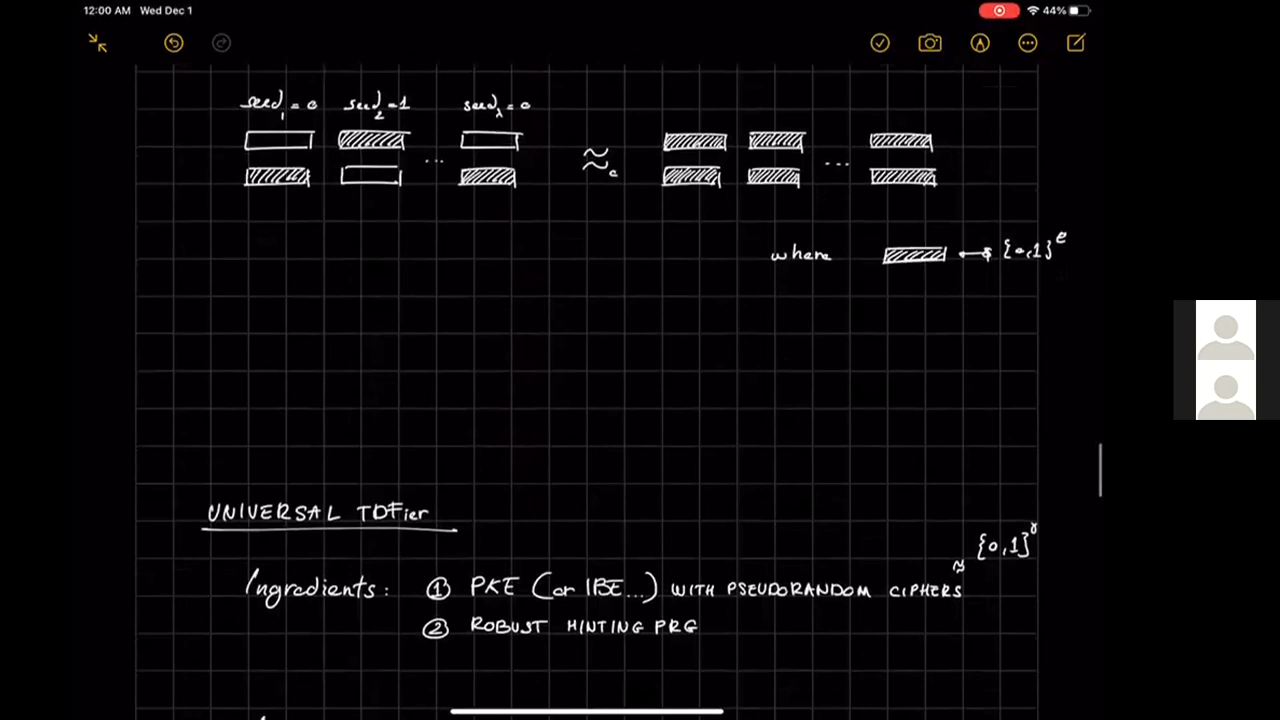 12:00 AM Wed Dec 1 44%
seed₁ = 0 seed₂ = 1 seed_λ = 0
... ≈c ...
where ↔ {0,1}^ℓ
UNIVERSAL TDFier
≈ {0,1}^γ
Ingredients: ① PKE (or IBE...) WITH PSEUDORANDOM CIPHERS
② ROBUST HINTING PRG